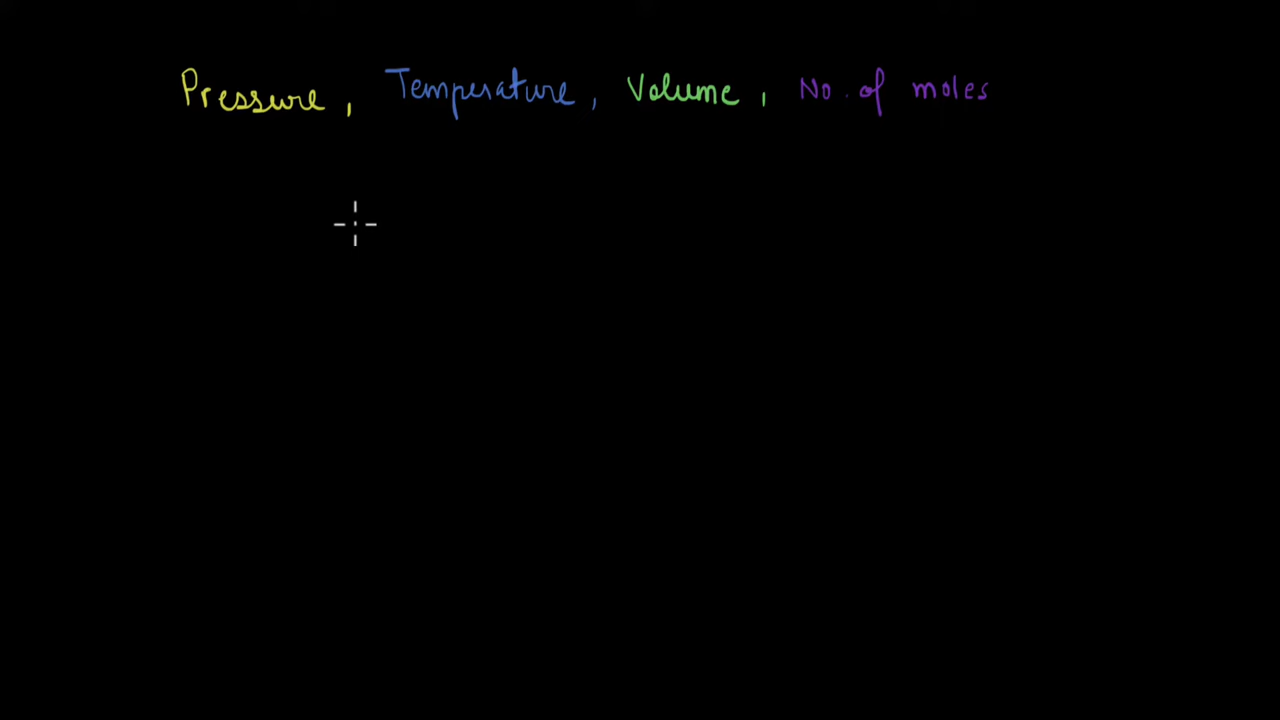 Pressure, Temperature, Volume, No. of moles